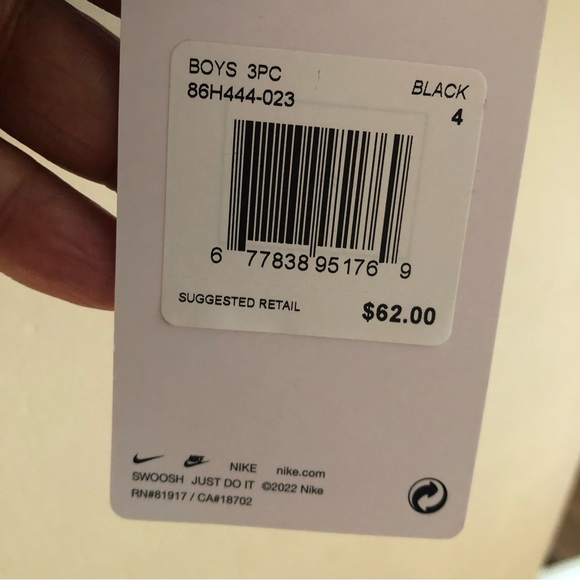 BOYS 3PC
86H444-023
BLACK
4
6 77838 95176 9
SUGGESTED RETAIL $62.00
NIKE nike.com
SWOOSH JUST DO IT ©2022 Nike
RN#81917 / CA#18702